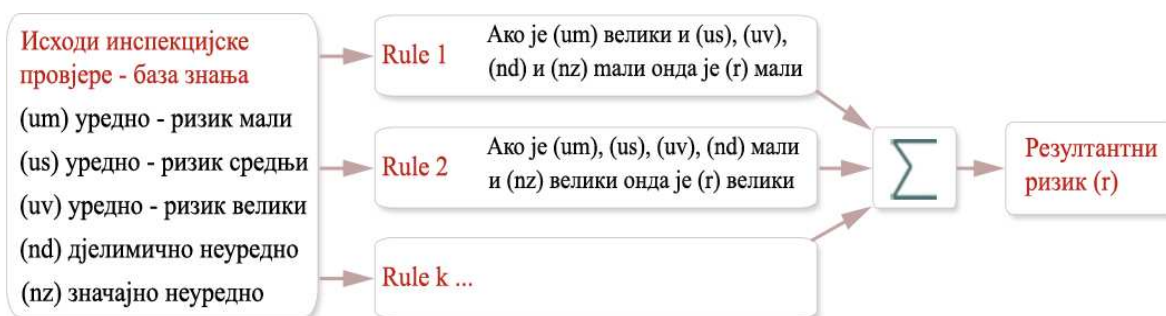 Исходи инспекцијске
провјере - база знања
(um) уредно - ризик мали
(us) уредно - ризик средњи
(uv) уредно - ризик велики
(nd) дјелимично неуредно
(nz) значајно неуредно
Rule 1
Ако је (um) велики и (us), (uv),
(nd) и (nz) мали онда је (r) мали
Rule 2
Ако је (um), (us), (uv), (nd) мали
и (nz) велики онда је (r) велики
Rule k ...
∑
Резултантни
ризик (r)